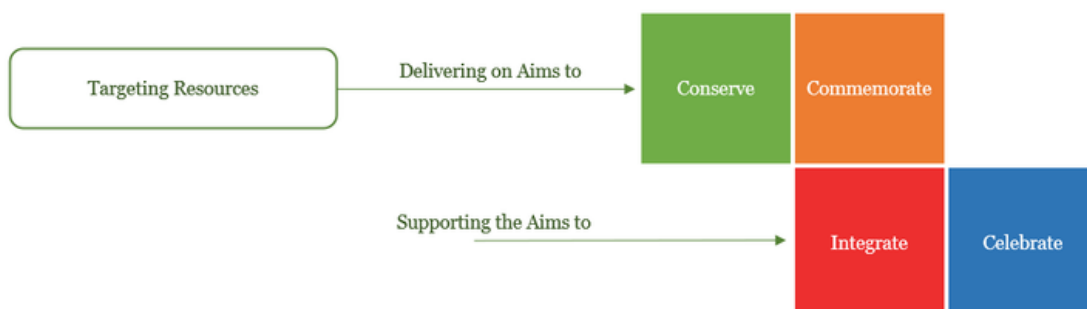 Targeting Resources
Delivering on Aims to
Conserve
Commemorate
Supporting the Aims to
Integrate
Celebrate